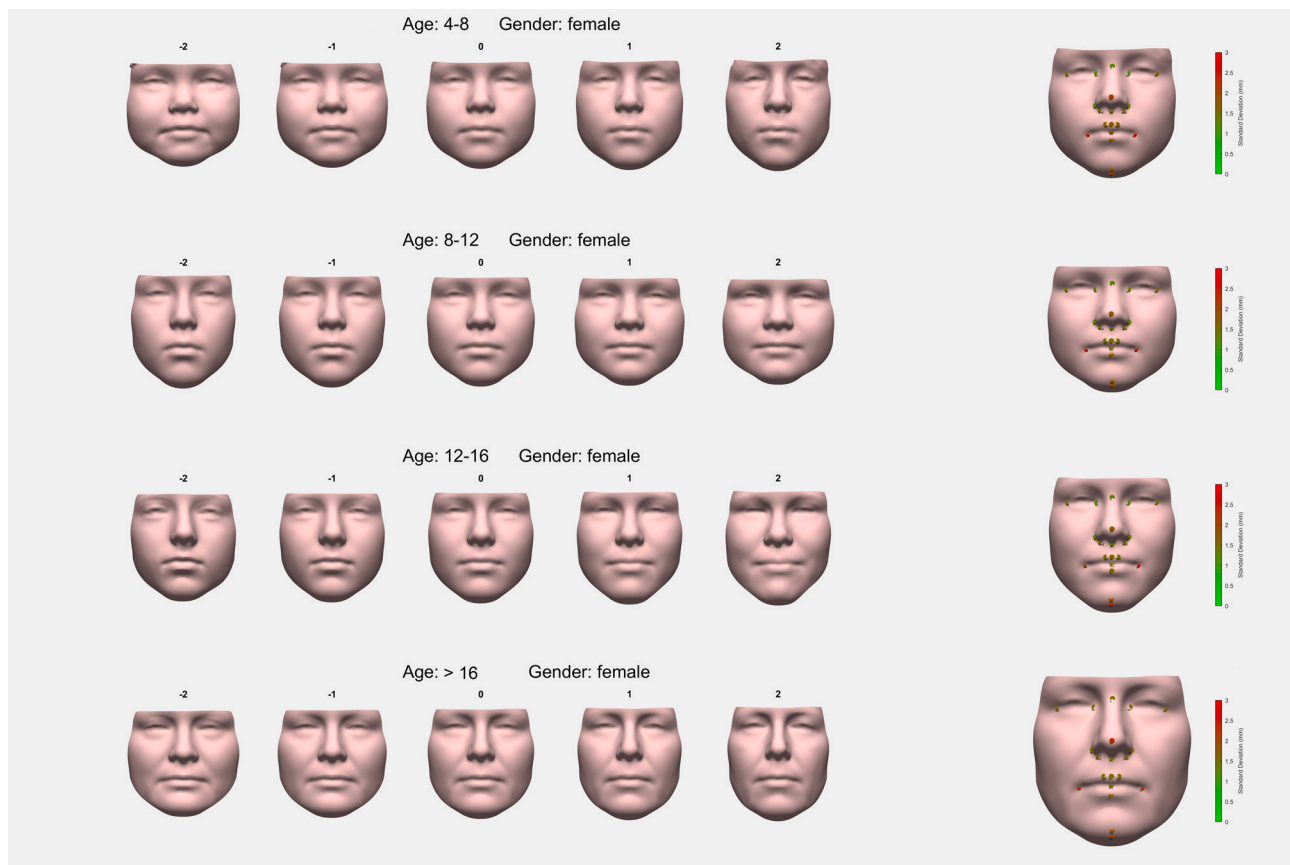 Age: 4-8 Gender: female
-2 -1 0 1 2
3
2.5
2
1.5
1
0.5
0
Standard Deviation (mm)
Age: 8-12 Gender: female
-2 -1 0 1 2
3
2.5
2
1.5
1
0.5
0
Standard Deviation (mm)
Age: 12-16 Gender: female
-2 -1 0 1 2
3
2.5
2
1.5
1
0.5
0
Standard Deviation (mm)
Age: > 16 Gender: female
-2 -1 0 1 2
3
2.5
2
1.5
1
0.5
0
Standard Deviation (mm)